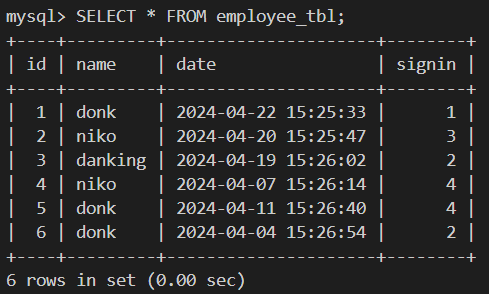 mysql> SELECT * FROM employee_tbl;
+----+---------+---------------------+--------+
| id | name    | date                | signin |
+----+---------+---------------------+--------+
|  1 | donk    | 2024-04-22 15:25:33 |      1 |
|  2 | niko    | 2024-04-20 15:25:47 |      3 |
|  3 | danking | 2024-04-19 15:26:02 |      2 |
|  4 | niko    | 2024-04-07 15:26:14 |      4 |
|  5 | donk    | 2024-04-11 15:26:40 |      4 |
|  6 | donk    | 2024-04-04 15:26:54 |      2 |
+----+---------+---------------------+--------+
6 rows in set (0.00 sec)